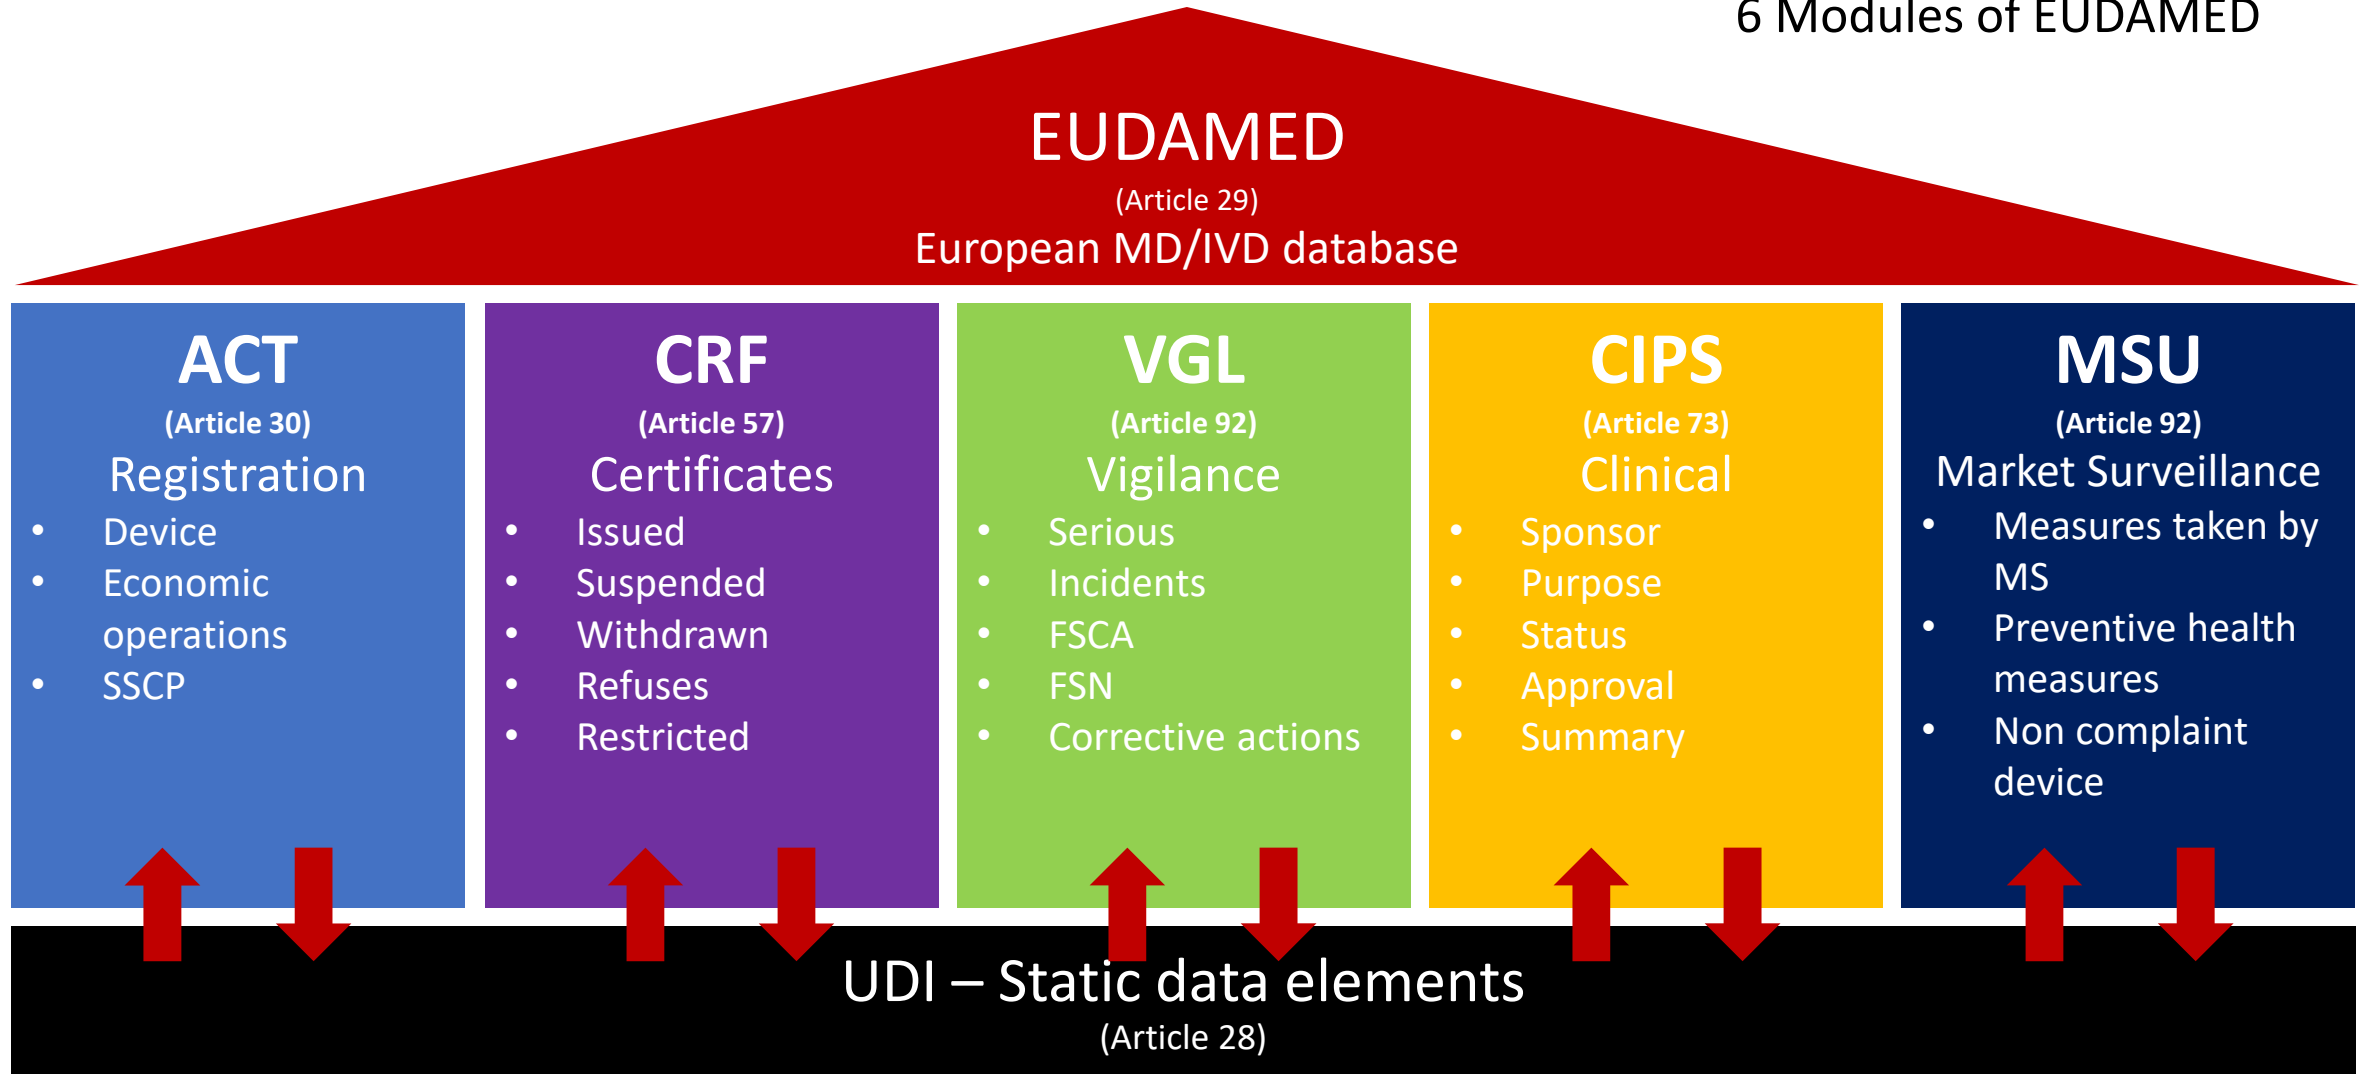 6 Modules of EUDAMED
EUDAMED
(Article 29)
European MD/IVD database
ACT
(Article 30)
Registration
• Device
• Economic
operations
• SSCP
CRF
(Article 57)
Certificates
• Issued
• Suspended
• Withdrawn
• Refuses
• Restricted
VGL
(Article 92)
Vigilance
• Serious
• Incidents
• FSCA
• FSN
• Corrective actions
CIPS
(Article 73)
Clinical
• Sponsor
• Purpose
• Status
• Approval
• Summary
MSU
(Article 92)
Market Surveillance
• Measures taken by
MS
• Preventive health
measures
• Non complaint
device
UDI – Static data elements
(Article 28)